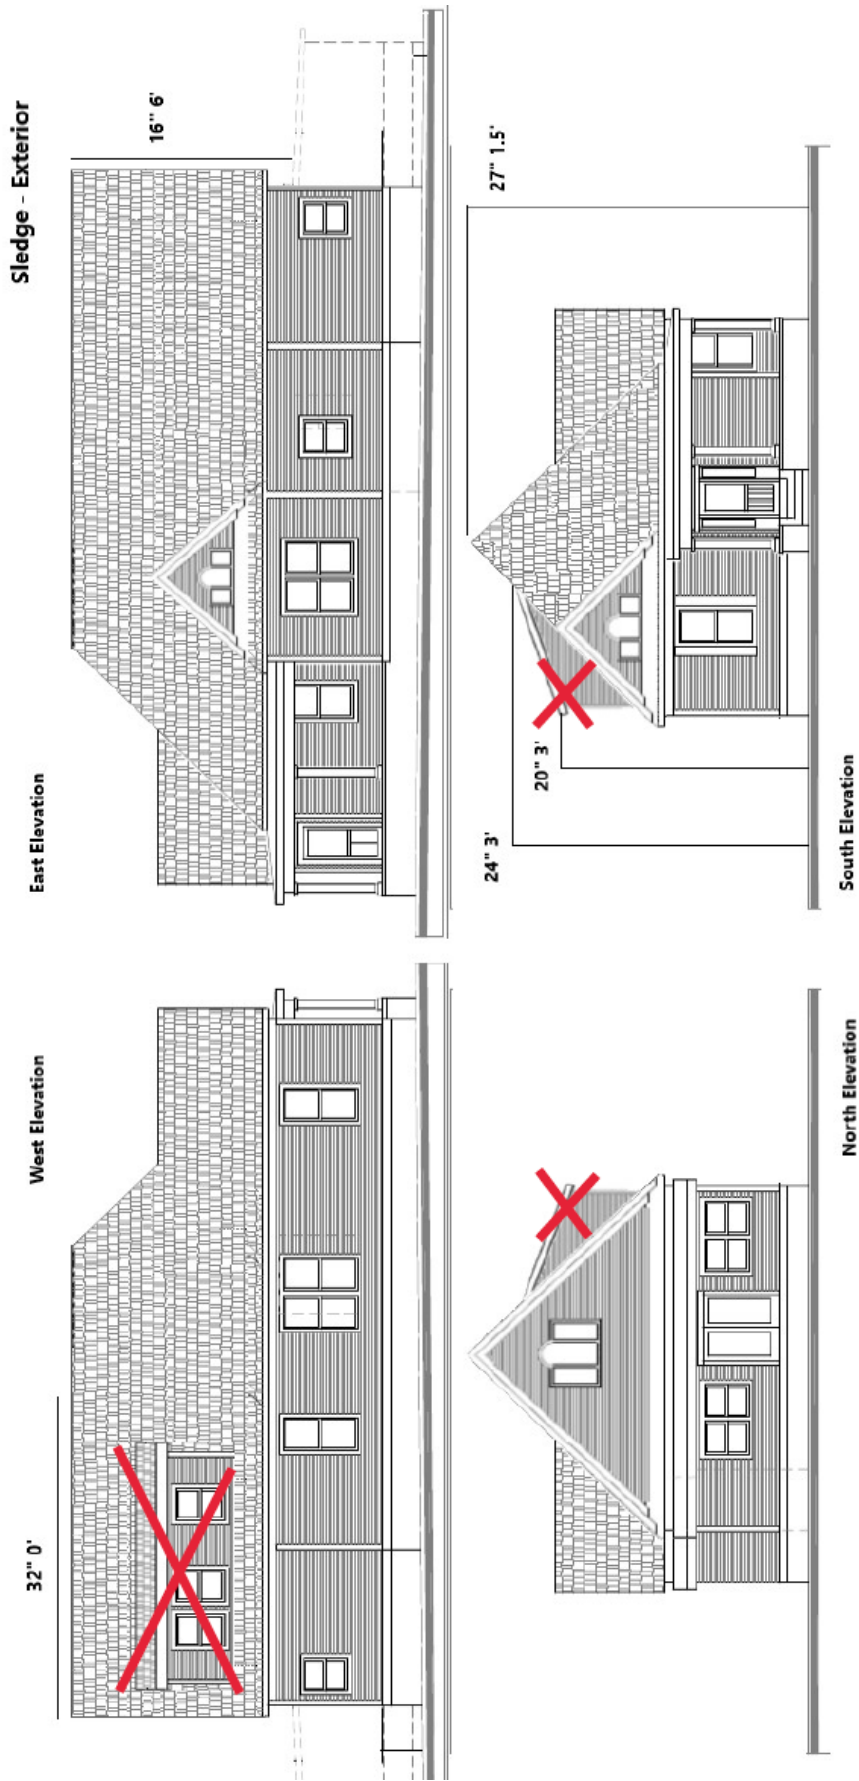 Sledge - Exterior
East Elevation
16" 6'
West Elevation
32" 0'
South Elevation
27" 1.5'
24" 3'
20" 3'
North Elevation